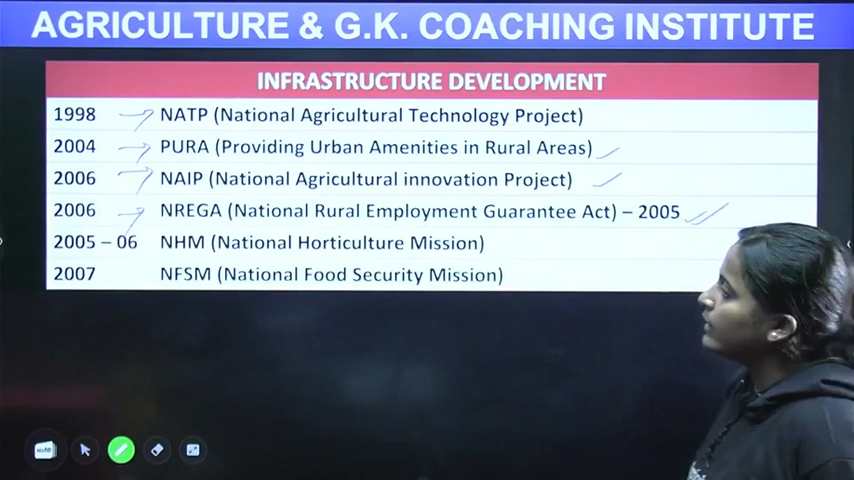 AGRICULTURE & G.K. COACHING INSTITUTE
INFRASTRUCTURE DEVELOPMENT
1998 NATP (National Agricultural Technology Project)
2004 PURA (Providing Urban Amenities in Rural Areas)
2006 NAIP (National Agricultural innovation Project)
2006 NREGA (National Rural Employment Guarantee Act) – 2005
2005 – 06 NHM (National Horticulture Mission)
2007 NFSM (National Food Security Mission)